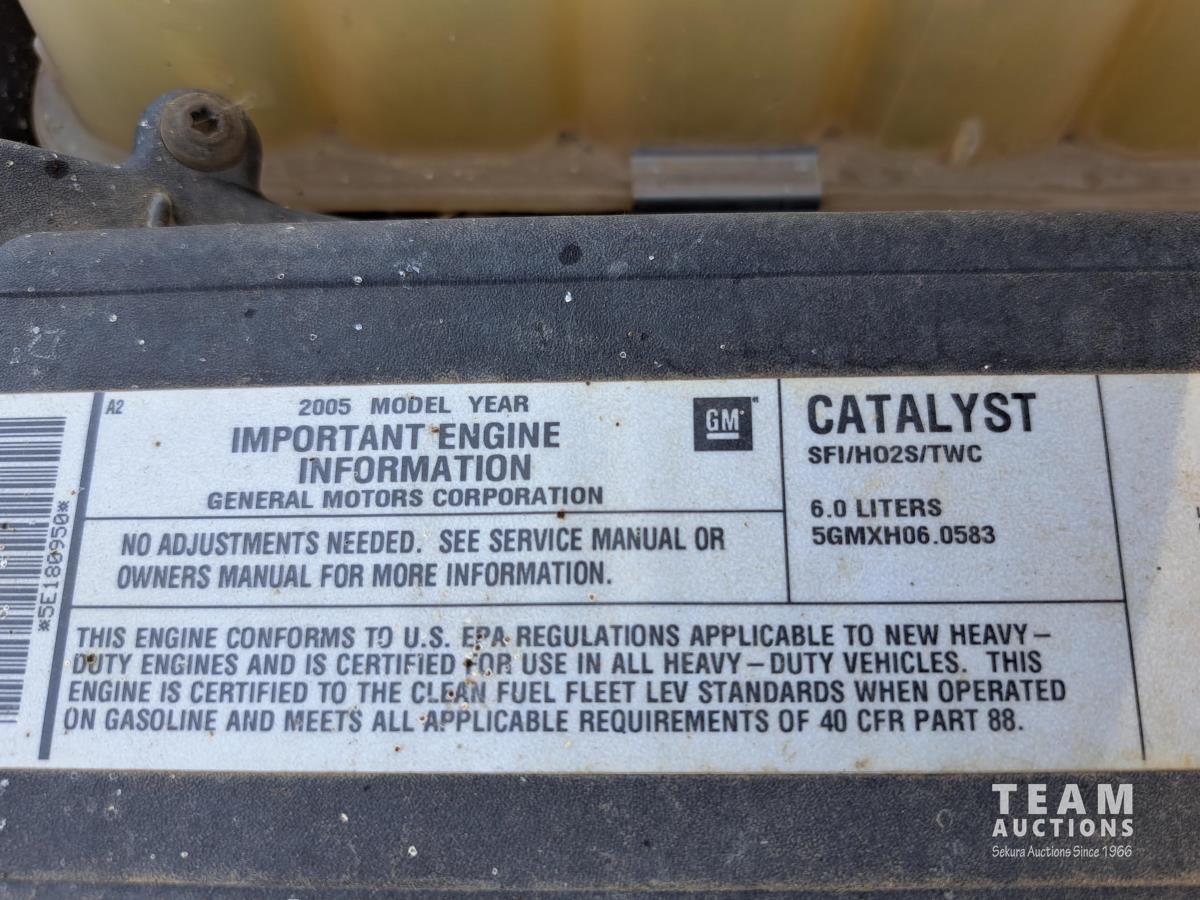 A2
2005 MODEL YEAR
IMPORTANT ENGINE
INFORMATION
GENERAL MOTORS CORPORATION
GM
NO ADJUSTMENTS NEEDED. SEE SERVICE MANUAL OR
OWNERS MANUAL FOR MORE INFORMATION.
CATALYST
SFI/HO2S/TWC
6.0 LITERS
5GMXH06.0583
THIS ENGINE CONFORMS TO U.S. EPA REGULATIONS APPLICABLE TO NEW HEAVY-
DUTY ENGINES AND IS CERTIFIED FOR USE IN ALL HEAVY-DUTY VEHICLES. THIS
ENGINE IS CERTIFIED TO THE CLEAN FUEL FLEET LEV STANDARDS WHEN OPERATED
ON GASOLINE AND MEETS ALL APPLICABLE REQUIREMENTS OF 40 CFR PART 88.
*5E180950*
TEAM
AUCTIONS
Sekura Auctions Since 1966